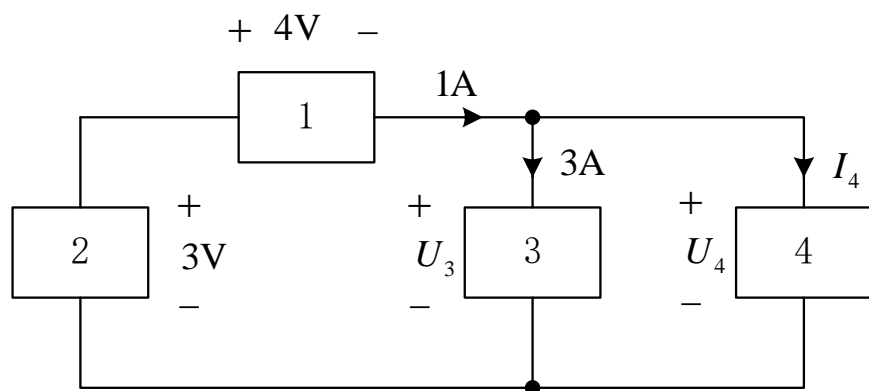 + 4V −
1A
1
3A
I₄
+
+
+
2
3V
U₃
3
U₄
4
−
−
−